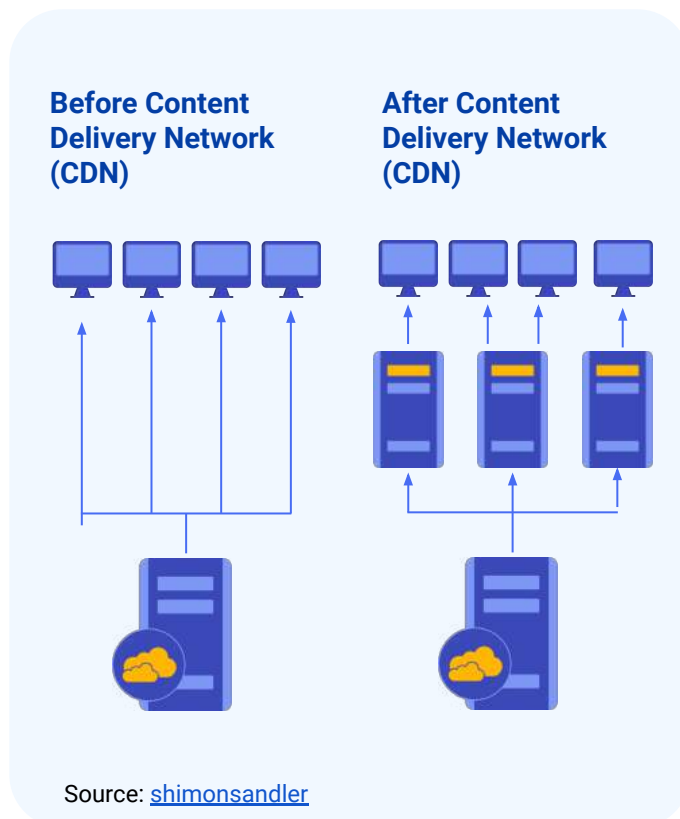 Before Content
Delivery Network
(CDN)
After Content
Delivery Network
(CDN)
Source: shimonsandler